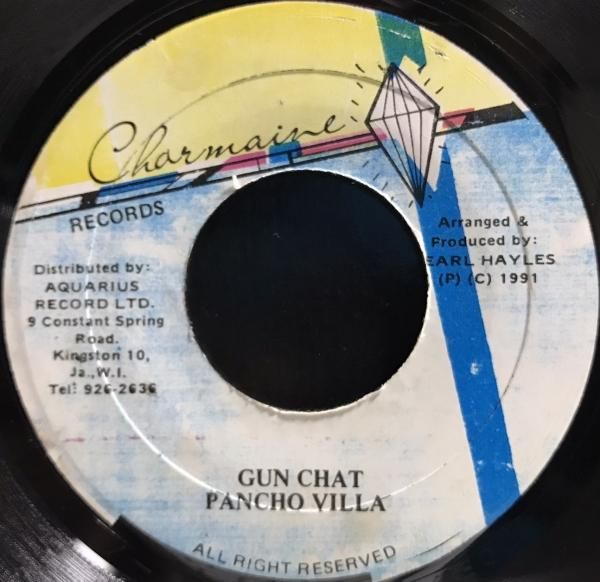 Charmaine
RECORDS
Distributed by:
AQUARIUS
RECORD LTD.
9 Constant Spring
Road.
Kingston 10,
Ja.,W.I.
Tel: 926-2636
Arranged &
Produced by:
EARL HAYLES
(P) (C) 1991
GUN CHAT
PANCHO VILLA
ALL RIGHT RESERVED